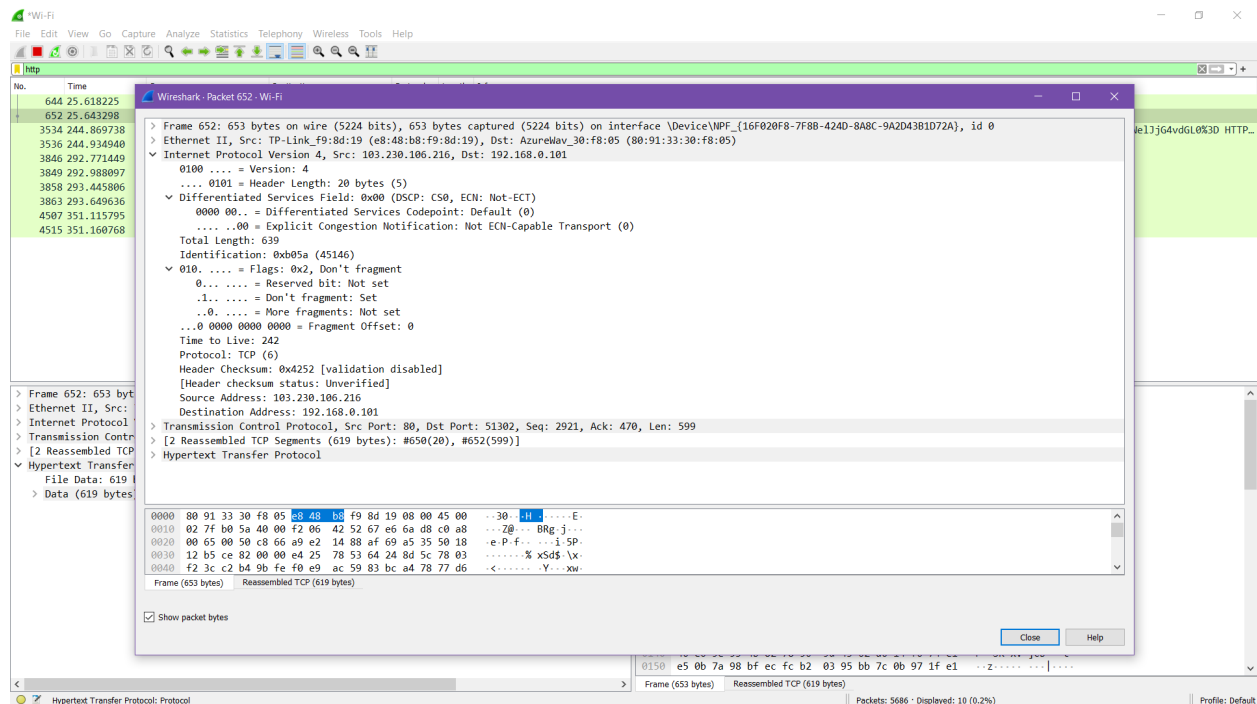 *Wi-Fi
File Edit View Go Capture Analyze Statistics Telephony Wireless Tools Help
http
No. Time
644 25.618225
652 25.643298
3534 244.869738
3536 244.934940
3846 292.771449
3849 292.988097
3858 293.445806
3863 293.649636
4507 351.115795
4515 351.160768
Wireshark · Packet 652 · Wi-Fi
Frame 652: 653 bytes on wire (5224 bits), 653 bytes captured (5224 bits) on interface \Device\NPF_{16F020F8-7F8B-424D-8A8C-9A2D43B1D72A}, id 0
Ethernet II, Src: TP-Link_f9:8d:19 (e8:48:b8:f9:8d:19), Dst: AzureWav_30:f8:05 (80:91:33:30:f8:05)
Internet Protocol Version 4, Src: 103.230.106.216, Dst: 192.168.0.101
0100 .... = Version: 4
.... 0101 = Header Length: 20 bytes (5)
Differentiated Services Field: 0x00 (DSCP: CS0, ECN: Not-ECT)
0000 00.. = Differentiated Services Codepoint: Default (0)
.... ..00 = Explicit Congestion Notification: Not ECN-Capable Transport (0)
Total Length: 639
Identification: 0xb05a (45146)
010. .... = Flags: 0x2, Don't fragment
0... .... = Reserved bit: Not set
.1.. .... = Don't fragment: Set
..0. .... = More fragments: Not set
...0 0000 0000 0000 = Fragment Offset: 0
Time to Live: 242
Protocol: TCP (6)
Header Checksum: 0x4252 [validation disabled]
[Header checksum status: Unverified]
Source Address: 103.230.106.216
Destination Address: 192.168.0.101
Transmission Control Protocol, Src Port: 80, Dst Port: 51302, Seq: 2921, Ack: 470, Len: 599
[2 Reassembled TCP Segments (619 bytes): #650(20), #652(599)]
Hypertext Transfer Protocol
0000 80 91 33 30 f8 05 e8 48 b8 f9 8d 19 08 00 45 00 ··30···H ······E·
0010 02 7f b0 5a 40 00 f2 06 42 52 67 e6 6a d8 c0 a8 ···Z@··· BRg·j···
0020 00 65 00 50 c8 66 a9 e2 14 88 af 69 a5 35 50 18 ·e·P·f·· ···i·5P·
0030 12 b5 ce 82 00 00 e4 25 78 53 64 24 8d 5c 78 03 ·······% xSd$·\x·
0040 f2 3c c2 b4 9b fe f0 e9 ac 59 83 bc a4 78 77 d6 ·<······ ·Y···xw·
Frame (653 bytes) Reassembled TCP (619 bytes)
Show packet bytes
Close Help
Frame 652: 653 byt
Ethernet II, Src:
Internet Protocol
Transmission Contr
[2 Reassembled TCP
Hypertext Transfer
File Data: 619
Data (619 bytes
0150 e5 0b 7a 98 bf ec fc b2 03 95 bb 7c 0b 97 1f e1 ··z····· ···|····
Frame (653 bytes) Reassembled TCP (619 bytes)
Hypertext Transfer Protocol: Protocol
Packets: 5686 · Displayed: 10 (0.2%)
Profile: Default